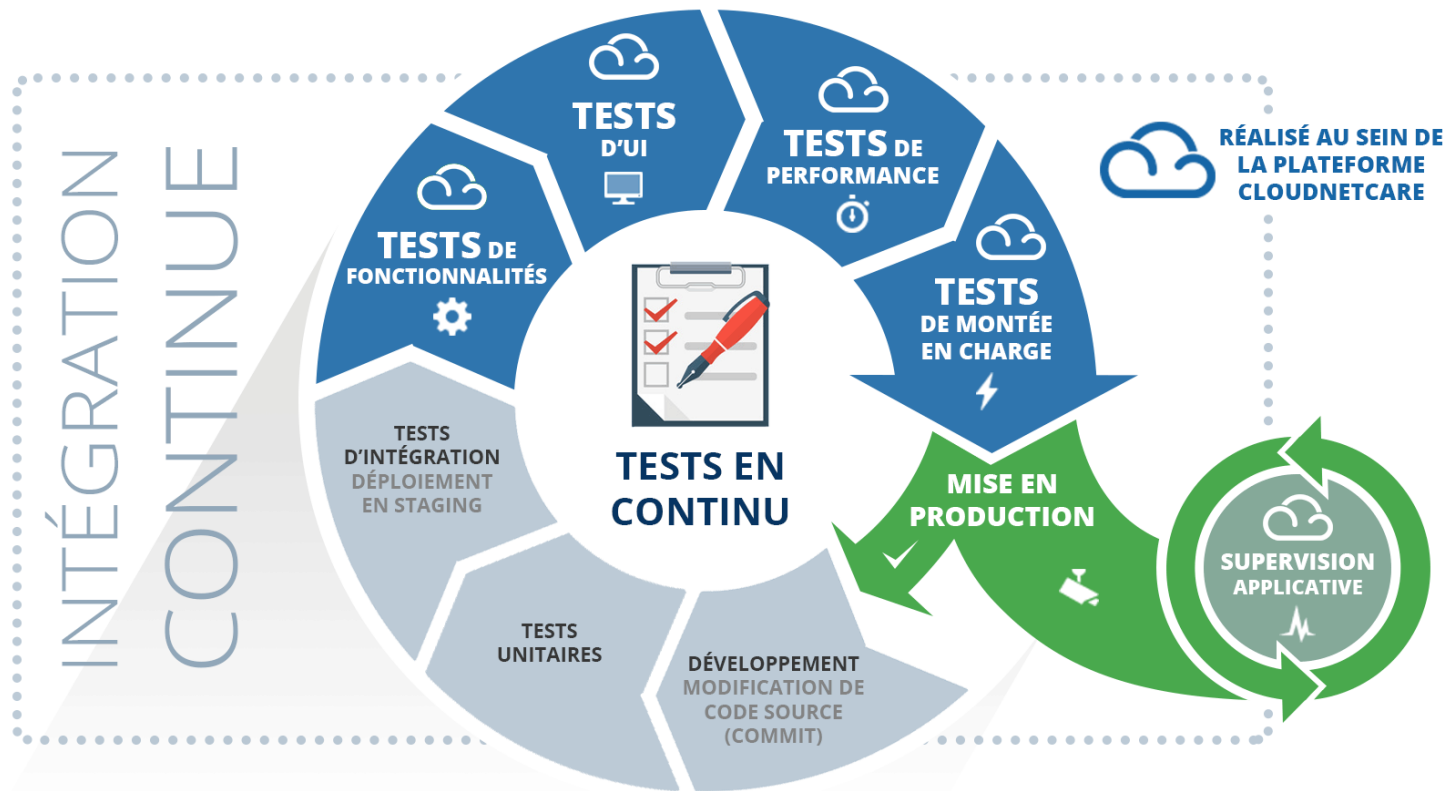 INTÉGRATION
CONTINUE
TESTS
D'UI
TESTS DE
PERFORMANCE
TESTS DE
FONCTIONNALITÉS
TESTS
DE MONTÉE
EN CHARGE
RÉALISÉ AU SEIN DE
LA PLATEFORME
CLOUDNETCARE
TESTS EN
CONTINU
TESTS
D'INTÉGRATION
DÉPLOIEMENT
EN STAGING
MISE EN
PRODUCTION
SUPERVISION
APPLICATIVE
TESTS
UNITAIRES
DÉVELOPPEMENT
MODIFICATION DE
CODE SOURCE
(COMMIT)